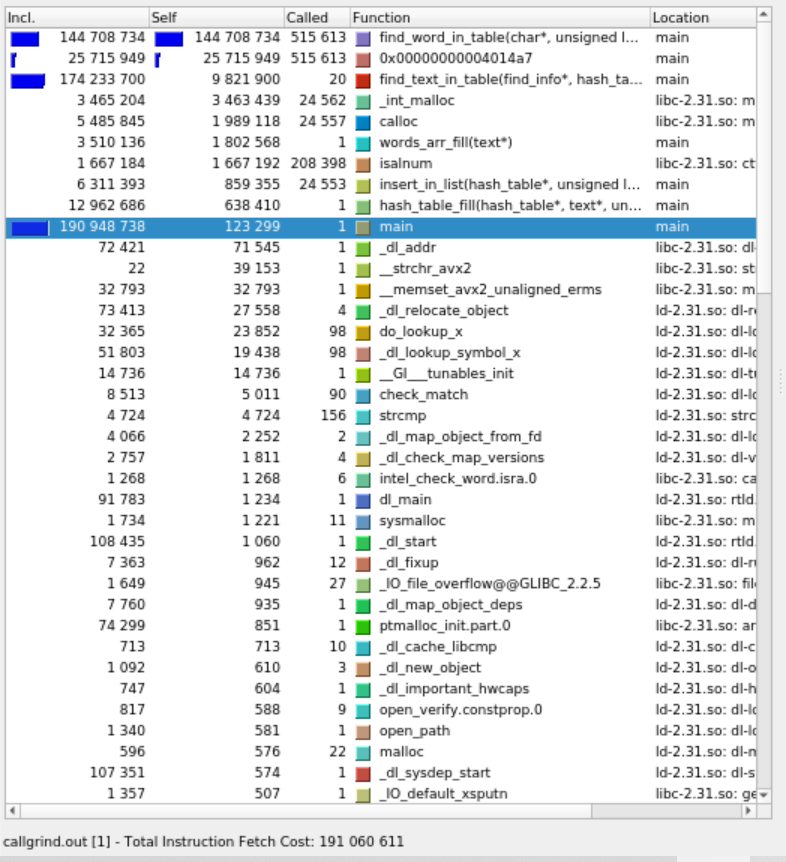 Incl. Self Called Function Location
144 708 734 144 708 734 515 613 find_word_in_table(char*, unsigned l... main
25 715 949 25 715 949 515 613 0x00000000004014a7 main
174 233 700 9 821 900 20 find_text_in_table(find_info*, hash_ta... main
3 465 204 3 463 439 24 562 _int_malloc libc-2.31.so: m
5 485 845 1 989 118 24 557 calloc libc-2.31.so: m
3 510 136 1 802 568 1 words_arr_fill(text*) main
1 667 184 1 667 192 208 398 isalnum libc-2.31.so: ct
6 311 393 859 355 24 553 insert_in_list(hash_table*, unsigned l... main
12 962 686 638 410 1 hash_table_fill(hash_table*, text*, un... main
190 948 738 123 299 1 main main
72 421 71 545 1 _dl_addr libc-2.31.so: dl-
22 39 153 1 __strchr_avx2 libc-2.31.so: st
32 793 32 793 1 __memset_avx2_unaligned_erms libc-2.31.so: m
73 413 27 558 4 _dl_relocate_object ld-2.31.so: dl-r
32 365 23 852 98 do_lookup_x ld-2.31.so: dl-lo
51 803 19 438 98 _dl_lookup_symbol_x ld-2.31.so: dl-lo
14 736 14 736 1 __GI___tunables_init ld-2.31.so: dl-t
8 513 5 011 90 check_match ld-2.31.so: dl-lo
4 724 4 724 156 strcmp ld-2.31.so: strc
4 066 2 252 2 _dl_map_object_from_fd ld-2.31.so: dl-lo
2 757 1 811 4 _dl_check_map_versions ld-2.31.so: dl-v
1 268 1 268 6 intel_check_word.isra.0 libc-2.31.so: ca
91 783 1 234 1 dl_main ld-2.31.so: rtld.
1 734 1 221 11 sysmalloc libc-2.31.so: m
108 435 1 060 1 _dl_start ld-2.31.so: rtld.
7 363 962 12 _dl_fixup ld-2.31.so: dl-r
1 649 945 27 _IO_file_overflow@@GLIBC_2.2.5 libc-2.31.so: file
7 760 935 1 _dl_map_object_deps ld-2.31.so: dl-d
74 299 851 1 ptmalloc_init.part.0 libc-2.31.so: ar
713 713 10 _dl_cache_libcmp ld-2.31.so: dl-c
1 092 610 3 _dl_new_object ld-2.31.so: dl-o
747 604 1 _dl_important_hwcaps ld-2.31.so: dl-h
817 588 9 open_verify.constprop.0 ld-2.31.so: dl-lo
1 340 581 1 open_path ld-2.31.so: dl-lo
596 576 22 malloc ld-2.31.so: dl-m
107 351 574 1 _dl_sysdep_start ld-2.31.so: dl-s
1 357 507 1 _IO_default_xsputn libc-2.31.so: ge
callgrind.out [1] - Total Instruction Fetch Cost: 191 060 611